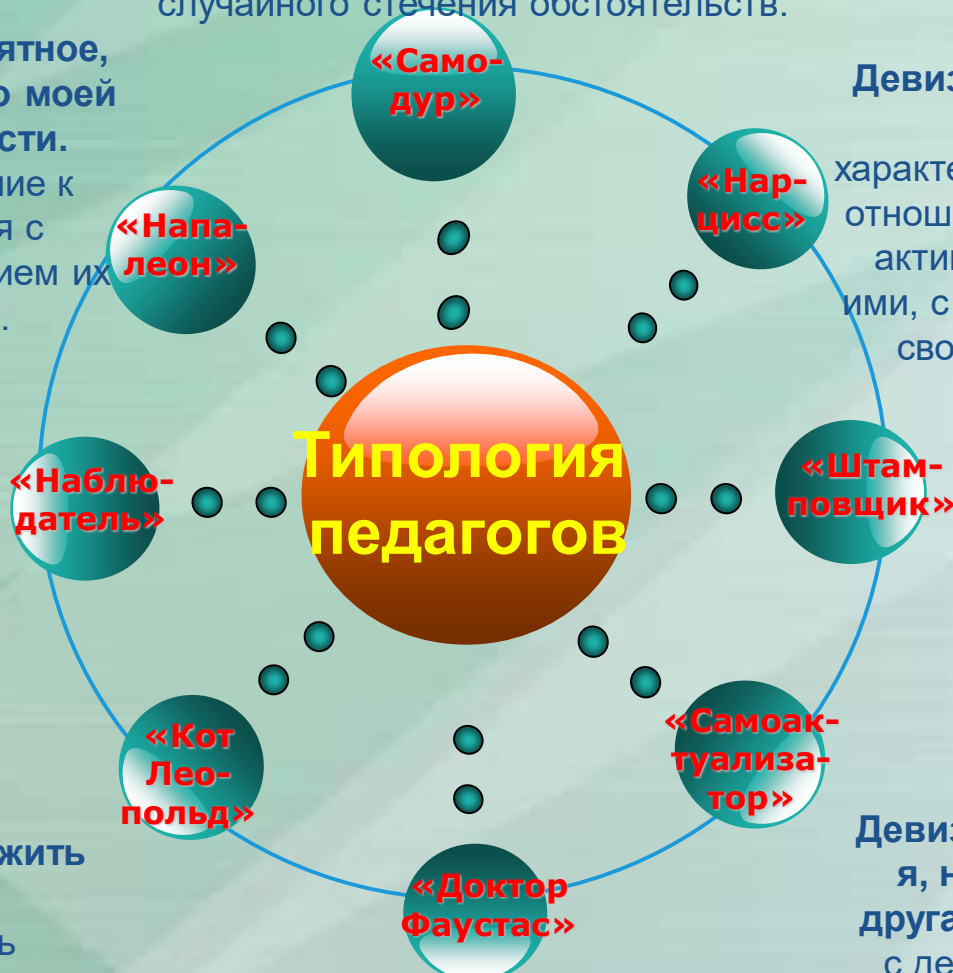 случайного стечения обстоятельств.
ятное,
моей
сти.
ние к
я с
ием их
«Само-
дур»
Девиз
характе
отнош
акти
ими, с
сво
«Нар-
цисс»
«Напа-
леон»
«Наблю-
датель»
Типология
педагогов
«Штам-
повщик»
«Кот
Лео-
польд»
«Самоак-
туализа-
тор»
«Доктор
Фаустас»
жить
ь
Девиз
я, н
друга
с де